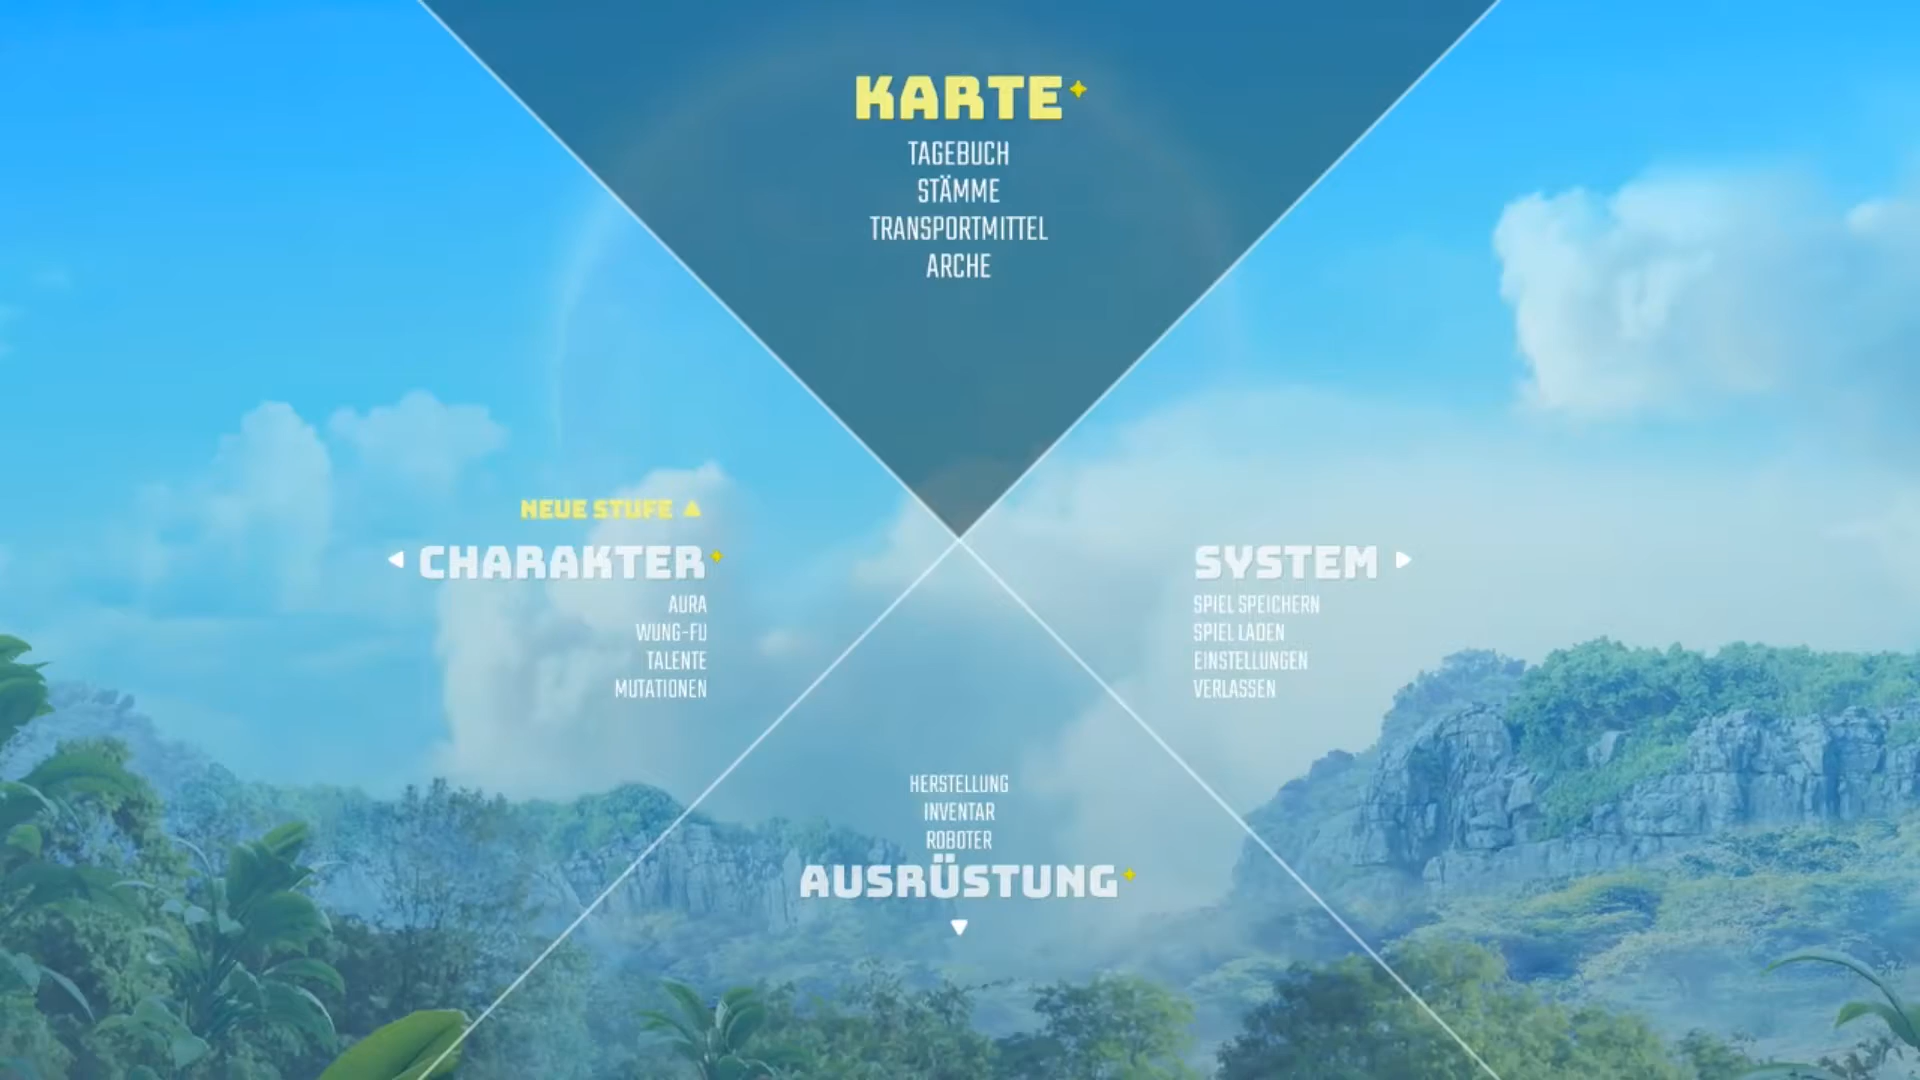 KARTE
TAGEBUCH
STÄMME
TRANSPORTMITTEL
ARCHE
NEUE STUFE
CHARAKTER
AURA
WUNG-FU
TALENTE
MUTATIONEN
SYSTEM
SPIEL SPEICHERN
SPIEL LADEN
EINSTELLUNGEN
VERLASSEN
HERSTELLUNG
INVENTAR
ROBOTER
AUSRÜSTUNG